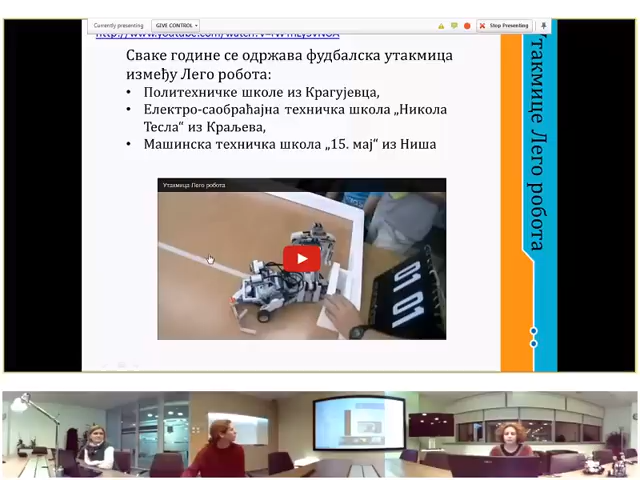 Currently presenting
GIVE CONTROL
Stop Presenting
Сваке године се одржава фудбалска утакмица
између Лего робота:
• Политехничке школе из Крагујевца,
• Електро-саобраћајна техничка школа „Никола
Тесла“ из Краљева,
• Машинска техничка школа „15. мај“ из Ниша
Утакмица Лего робота
01 01
Утакмице Лего робота